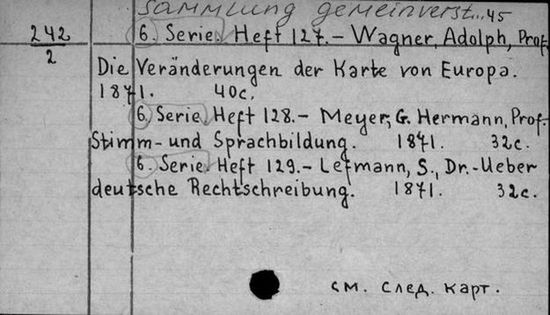 Sammlung gemeinverst... 45
242
2
6. Serie. Heft 127.- Wagner, Adolph, Prof.
Die Veränderungen der Karte von Europa.
1871. 40c.
6. Serie. Heft 128.- Meyer, G. Hermann, Prof.-
Stimm- und Sprachbildung. 1871. 32c.
6. Serie. Heft 129.- Lefmann, S., Dr.- Ueber
deutsche Rechtschreibung. 1871. 32c.
см. след. карт.